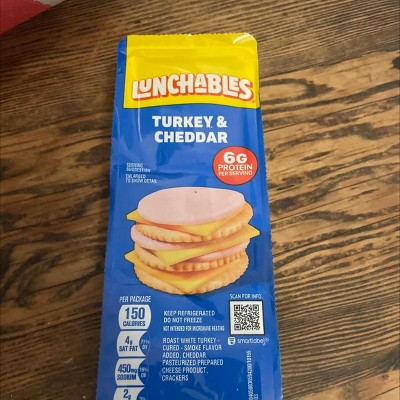 LUNCHABLES
TURKEY &
CHEDDAR
6G
PROTEIN
PER SERVING
SERVING
SUGGESTION
ENLARGED
TO SHOW DETAIL
PER PACKAGE
150
CALORIES
4g
SAT FAT
450mg
SODIUM
2g
SCAN FOR INFO
smartlabel
KEEP REFRIGERATED
DO NOT FREEZE
NOT INTENDED FOR MICROWAVE HEATING
ROAST WHITE TURKEY -
CURED - SMOKE FLAVOR
ADDED, CHEDDAR
PASTEURIZED PREPARED
CHEESE PRODUCT,
CRACKERS